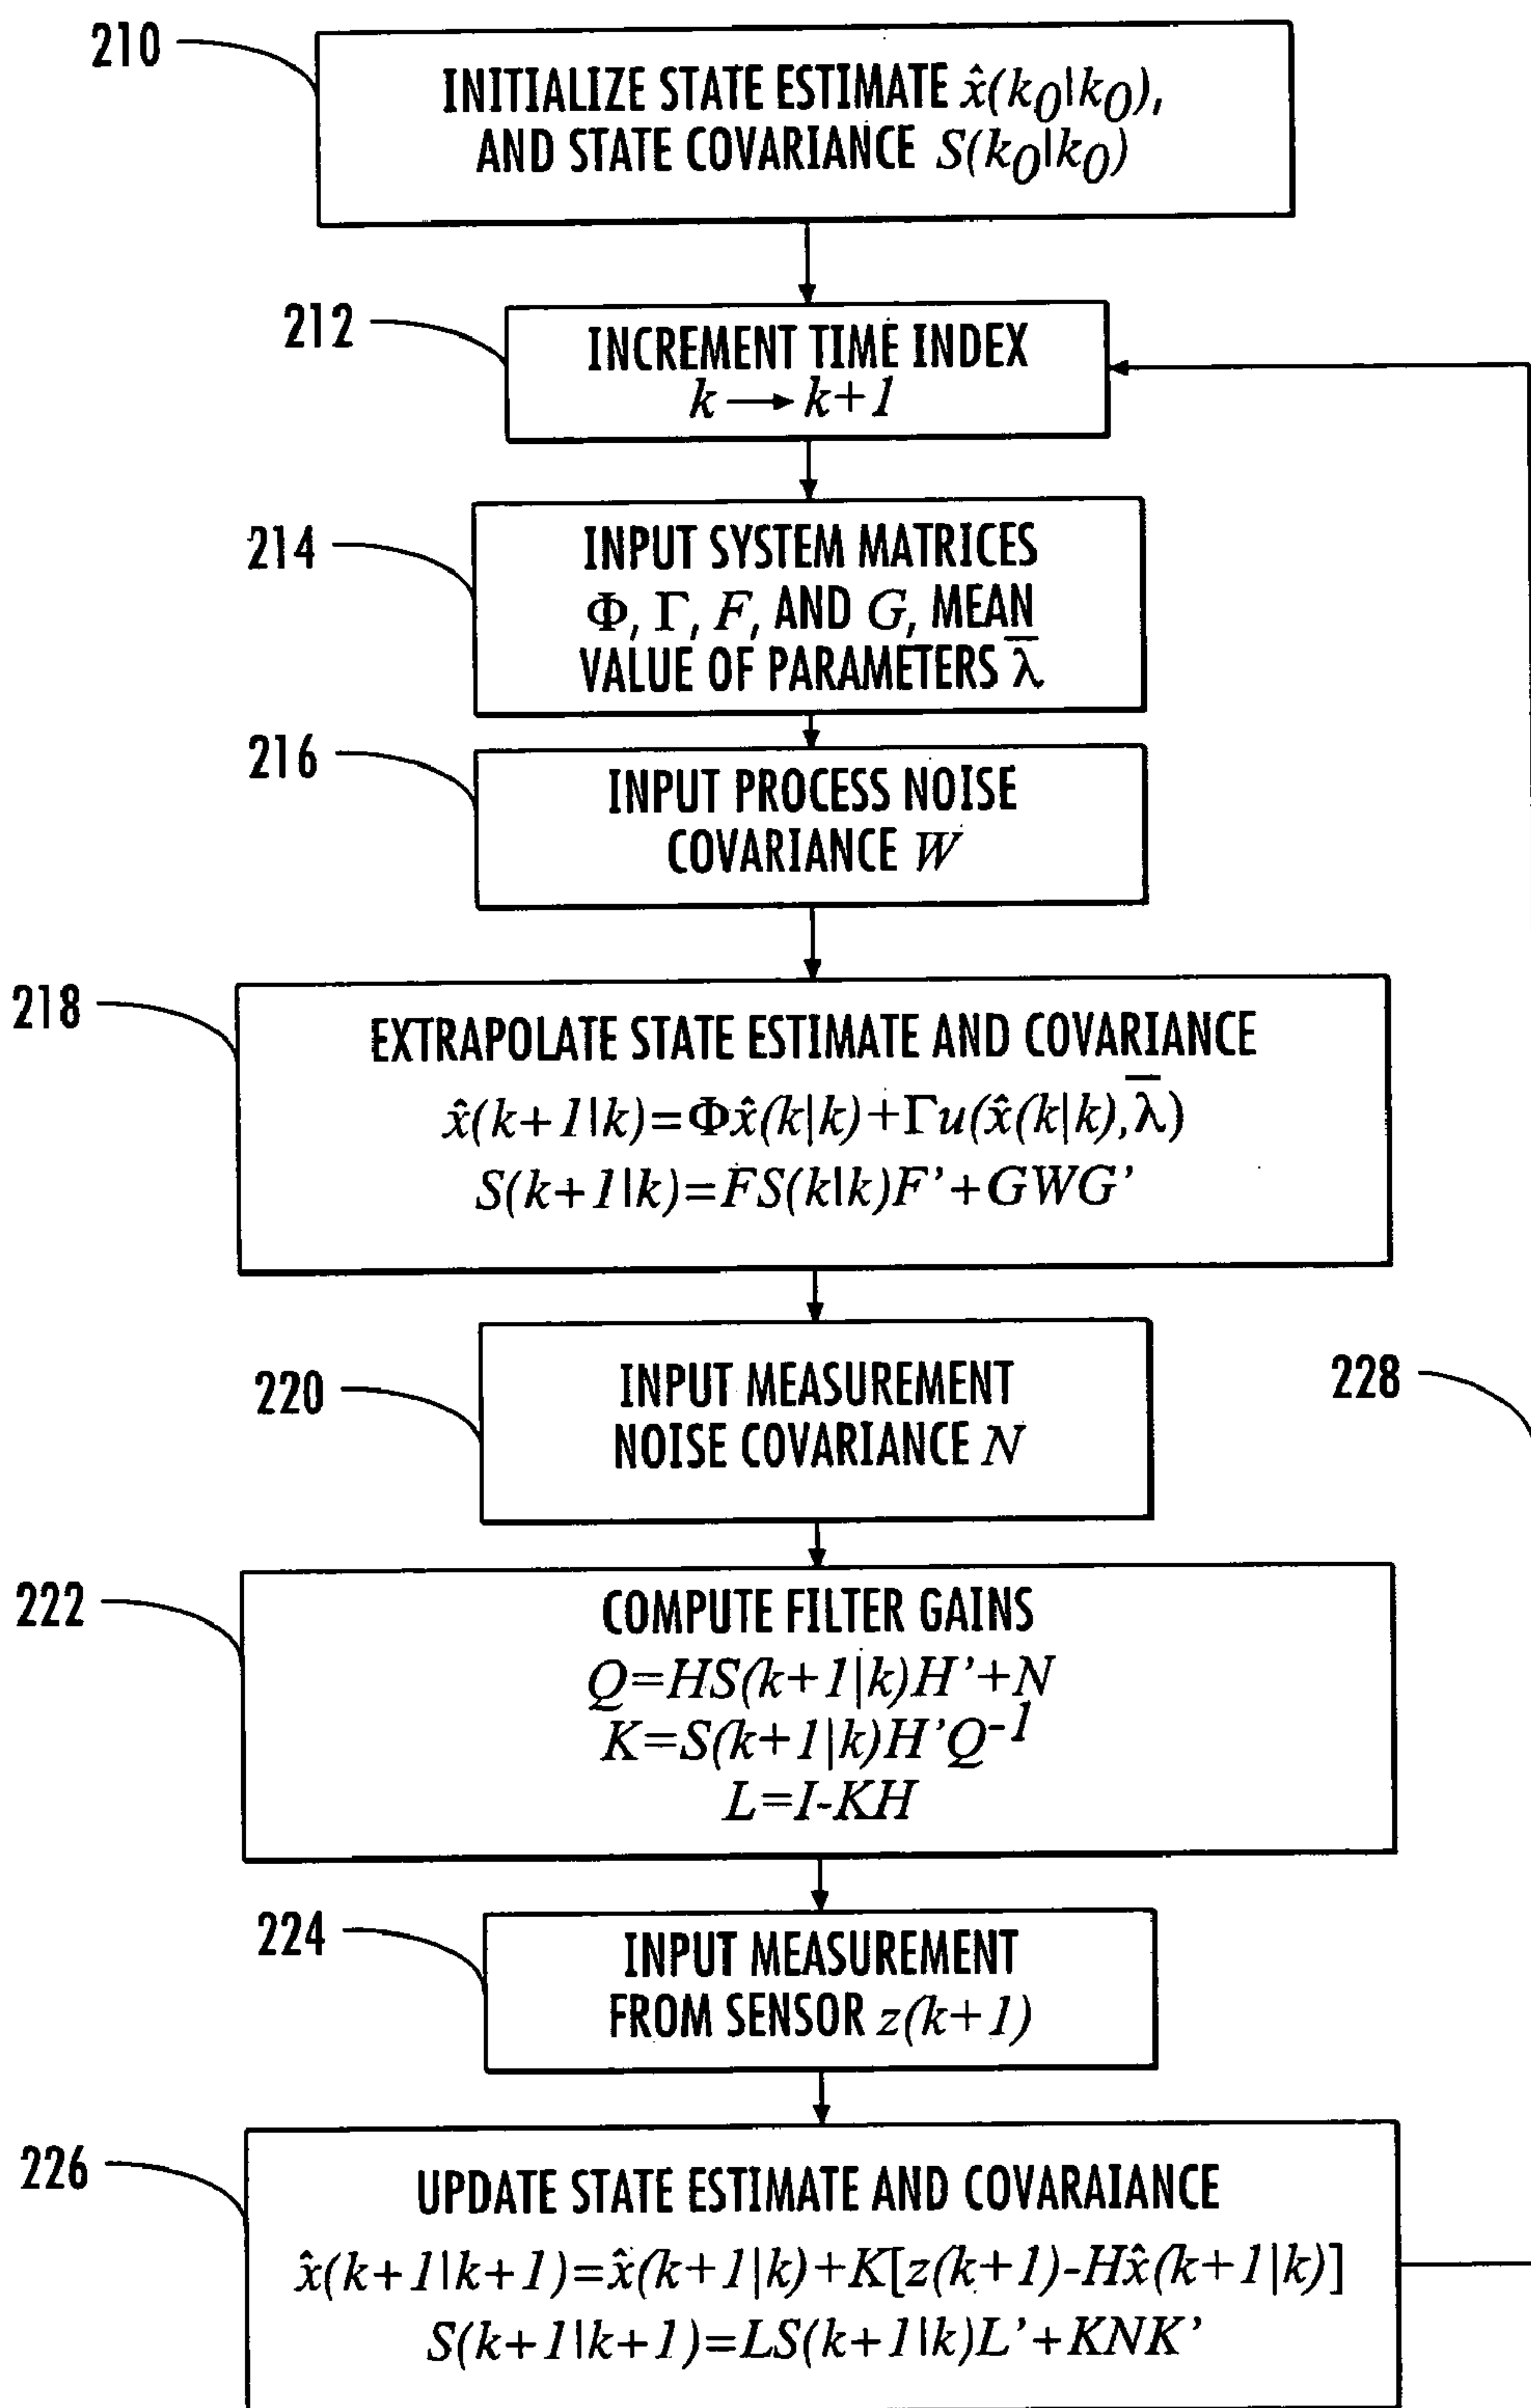 210
INITIALIZE STATE ESTIMATE x̂(k₀|k₀),
AND STATE COVARIANCE S(k₀|k₀)
212
INCREMENT TIME INDEX
k → k+1
214
INPUT SYSTEM MATRICES
Φ, Γ, F, AND G, MEAN
VALUE OF PARAMETERS λ̅
216
INPUT PROCESS NOISE
COVARIANCE W
218
EXTRAPOLATE STATE ESTIMATE AND COVARIANCE
x̂(k+1|k)=Φx̂(k|k)+Γu(x̂(k|k),λ̅)
S(k+1|k)=FS(k|k)F'+GWG'
220
INPUT MEASUREMENT
NOISE COVARIANCE N
228
222
COMPUTE FILTER GAINS
Q=HS(k+1|k)H'+N
K=S(k+1|k)H'Q⁻¹
L=I-KH
224
INPUT MEASUREMENT
FROM SENSOR z(k+1)
226
UPDATE STATE ESTIMATE AND COVARAIANCE
x̂(k+1|k+1)=x̂(k+1|k)+K[z(k+1)-Hx̂(k+1|k)]
S(k+1|k+1)=LS(k+1|k)L'+KNK'